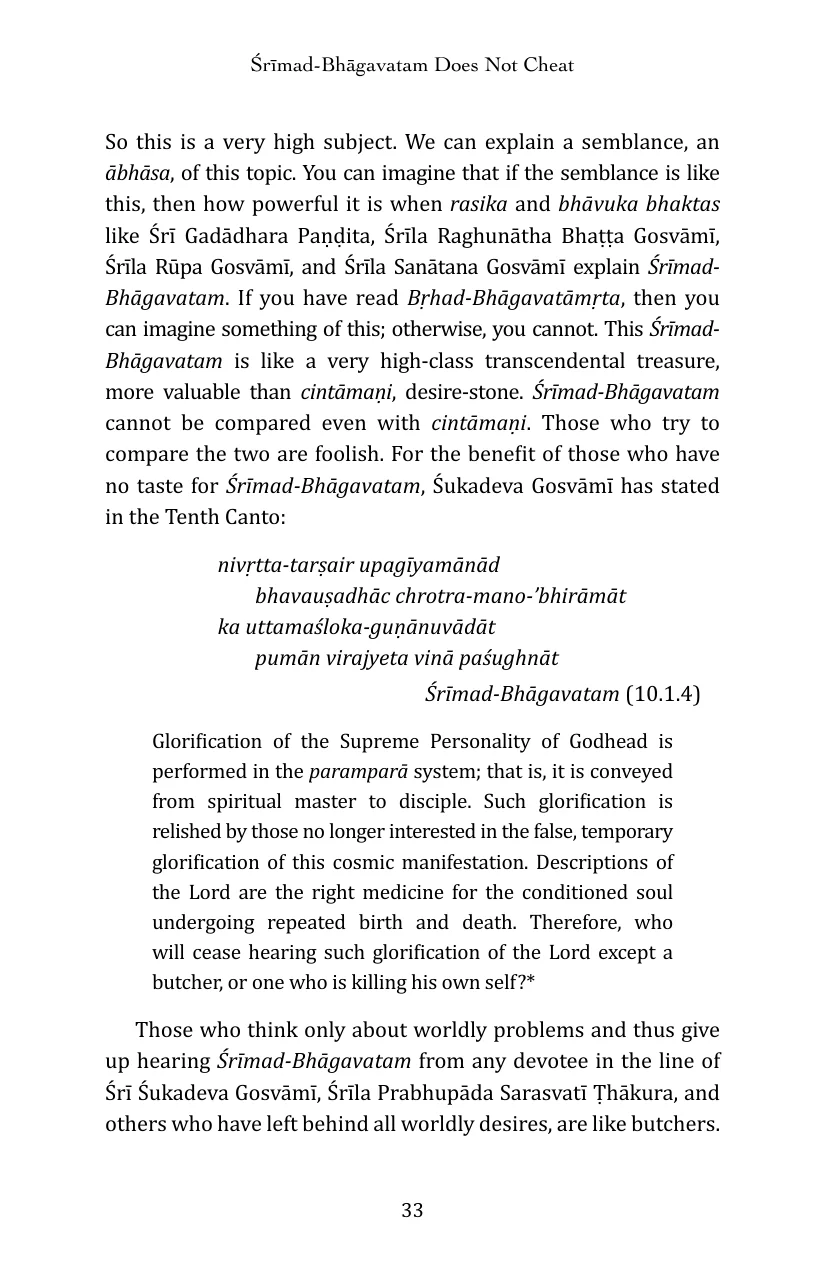 Śrīmad-Bhāgavatam Does Not Cheat
So this is a very high subject. We can explain a semblance, an
ābhāsa, of this topic. You can imagine that if the semblance is like
this, then how powerful it is when rasika and bhāvuka bhaktas
like Śrī Gadādhara Paṇḍita, Śrīla Raghunātha Bhaṭṭa Gosvāmī,
Śrīla Rūpa Gosvāmī, and Śrīla Sanātana Gosvāmī explain Śrīmad-
Bhāgavatam. If you have read Bṛhad-Bhāgavatāmṛta, then you
can imagine something of this; otherwise, you cannot. This Śrīmad-
Bhāgavatam is like a very high-class transcendental treasure,
more valuable than cintāmaṇi, desire-stone. Śrīmad-Bhāgavatam
cannot be compared even with cintāmaṇi. Those who try to
compare the two are foolish. For the benefit of those who have
no taste for Śrīmad-Bhāgavatam, Śukadeva Gosvāmī has stated
in the Tenth Canto:
nivṛtta-tarṣair upagīyamānād
bhavauṣadhāc chrotra-mano-’bhirāmāt
ka uttamaśloka-guṇānuvādāt
pumān virajyeta vinā paśughnāt
Śrīmad-Bhāgavatam (10.1.4)
Glorification of the Supreme Personality of Godhead is
performed in the paramparā system; that is, it is conveyed
from spiritual master to disciple. Such glorification is
relished by those no longer interested in the false, temporary
glorification of this cosmic manifestation. Descriptions of
the Lord are the right medicine for the conditioned soul
undergoing repeated birth and death. Therefore, who
will cease hearing such glorification of the Lord except a
butcher, or one who is killing his own self?*
Those who think only about worldly problems and thus give
up hearing Śrīmad-Bhāgavatam from any devotee in the line of
Śrī Śukadeva Gosvāmī, Śrīla Prabhupāda Sarasvatī Ṭhākura, and
others who have left behind all worldly desires, are like butchers.
33